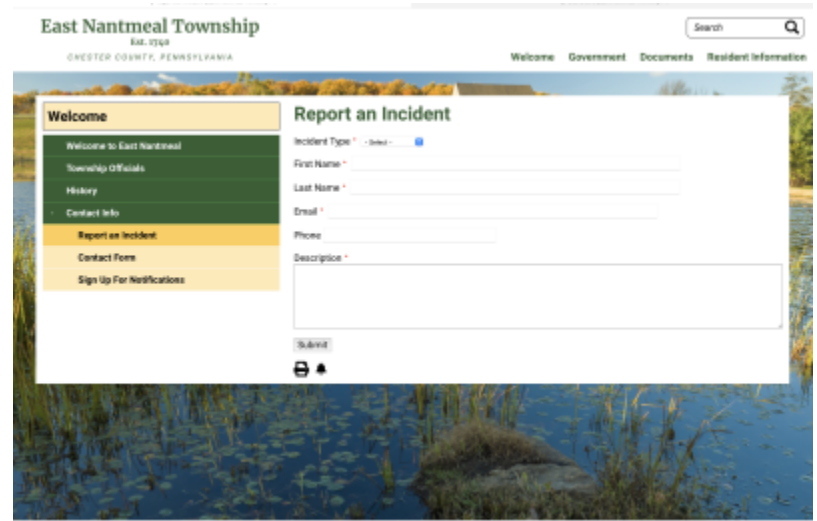 East Nantmeal Township
Est. 1740
CHESTER COUNTY, PENNSYLVANIA
Search
Welcome Government Documents Resident Information
Welcome
Welcome to East Nantmeal
Township Officials
History
Contact Info
Report an Incident
Contact Form
Sign Up For Notifications
Report an Incident
Incident Type * - Select -
First Name *
Last Name *
Email *
Phone
Description *
Submit